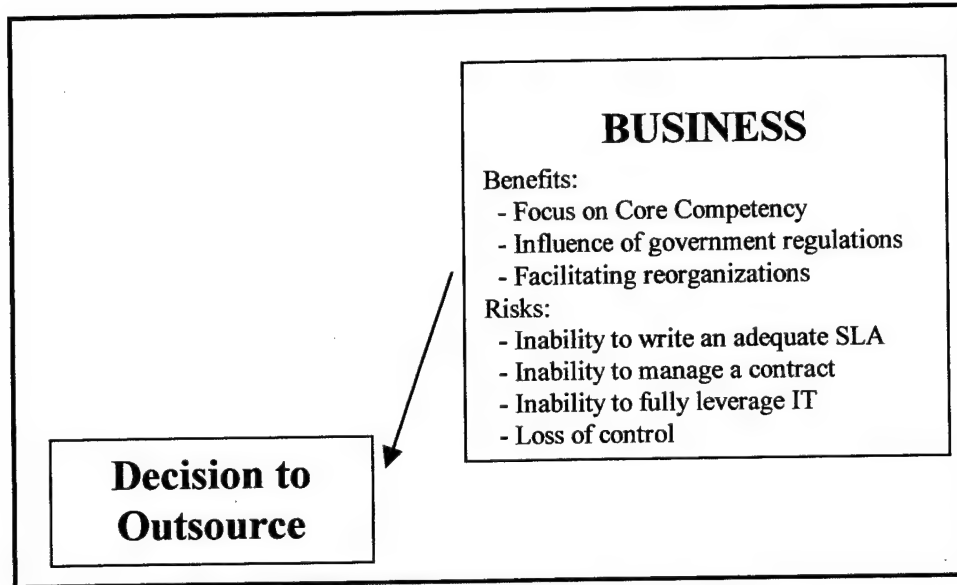 BUSINESS
Benefits:
- Focus on Core Competency
- Influence of government regulations
- Facilitating reorganizations
Risks:
- Inability to write an adequate SLA
- Inability to manage a contract
- Inability to fully leverage IT
- Loss of control
Decision to
Outsource